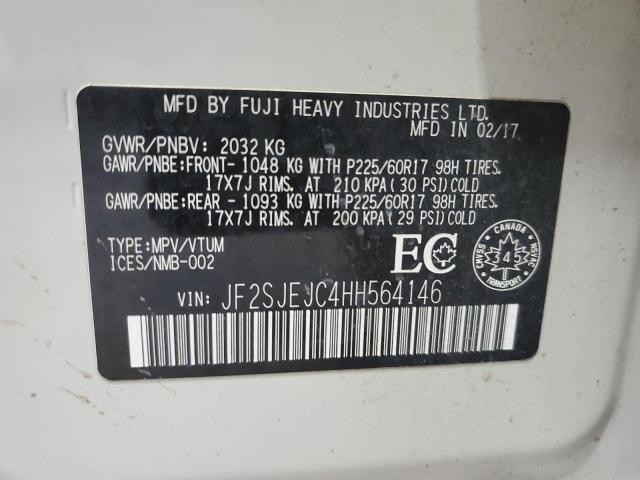 MFD BY FUJI HEAVY INDUSTRIES LTD.
MFD IN 02/17
GVWR/PNBV: 2032 KG
GAWR/PNBE:FRONT- 1048 KG WITH P225/60R17 98H TIRES.
17X7J RIMS. AT 210 KPA (30 PSI) COLD
GAWR/PNBE:REAR - 1093 KG WITH P225/60R17 98H TIRES.
17X7J RIMS. AT 200 KPA (29 PSI) COLD
TYPE:MPV/VTUM
ICES/NMB-002
EC
CANADA
CMVSS
345
NSVAC
TRANSPORT
VIN: JF2SJEJC4HH564146